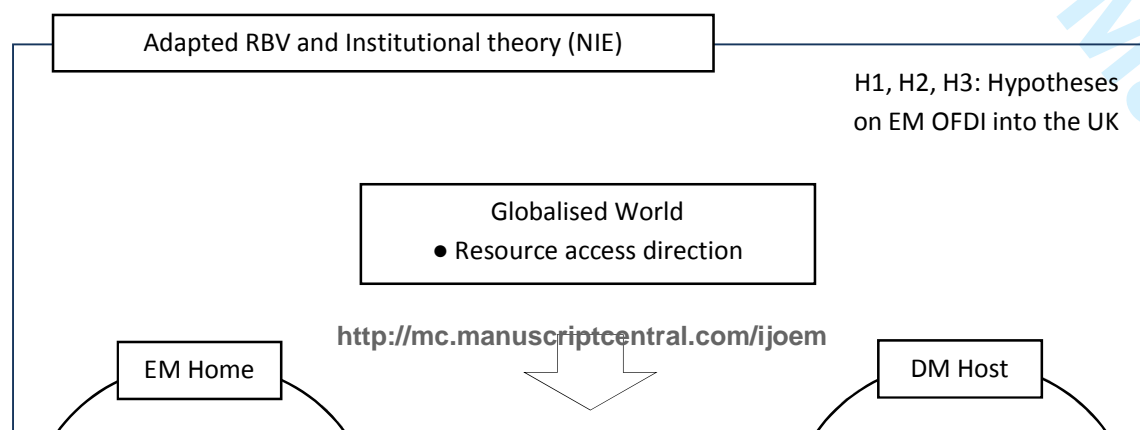 Adapted RBV and Institutional theory (NIE)
H1, H2, H3: Hypotheses
on EM OFDI into the UK
Globalised World
● Resource access direction
http://mc.manuscriptcentral.com/ijoem
EM Home
DM Host